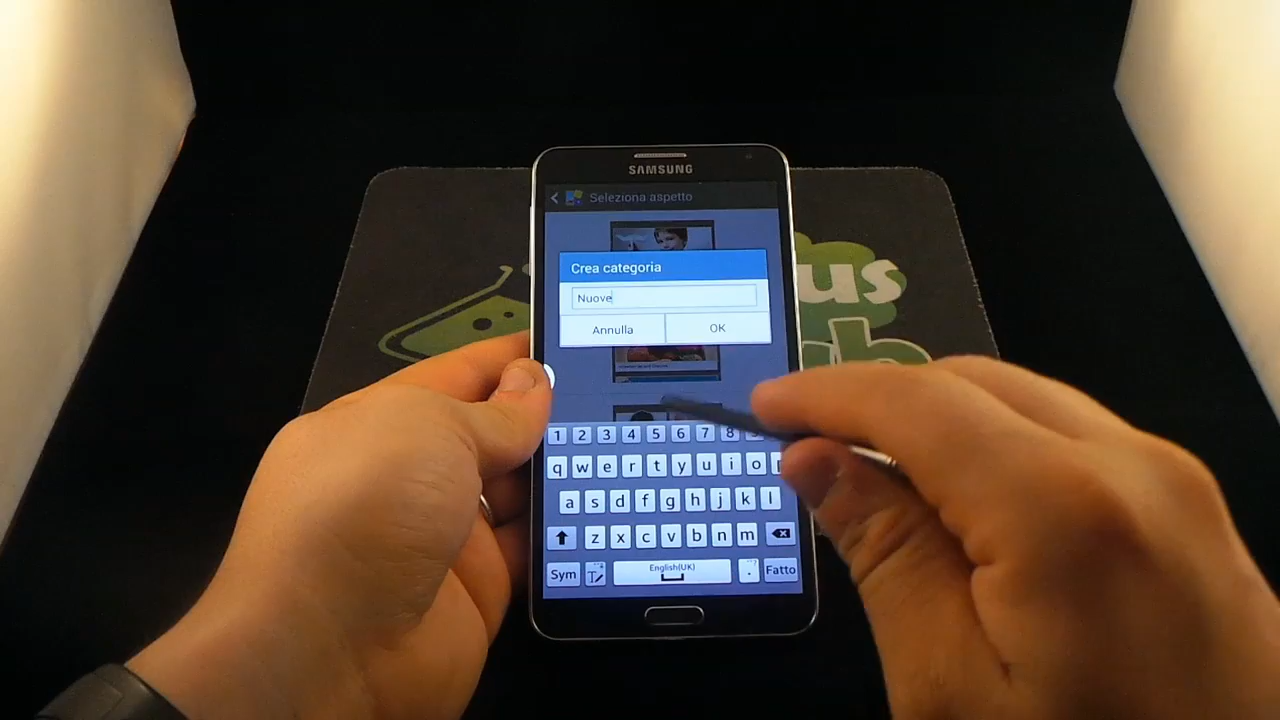 SAMSUNG
Seleziona aspetto
Crea categoria
Nuove
Annulla OK
us
1 2 3 4 5 6 7 8
q w e r t y u i o
a s d f g h j k l
z x c v b n m
Sym English(UK) . Fatto